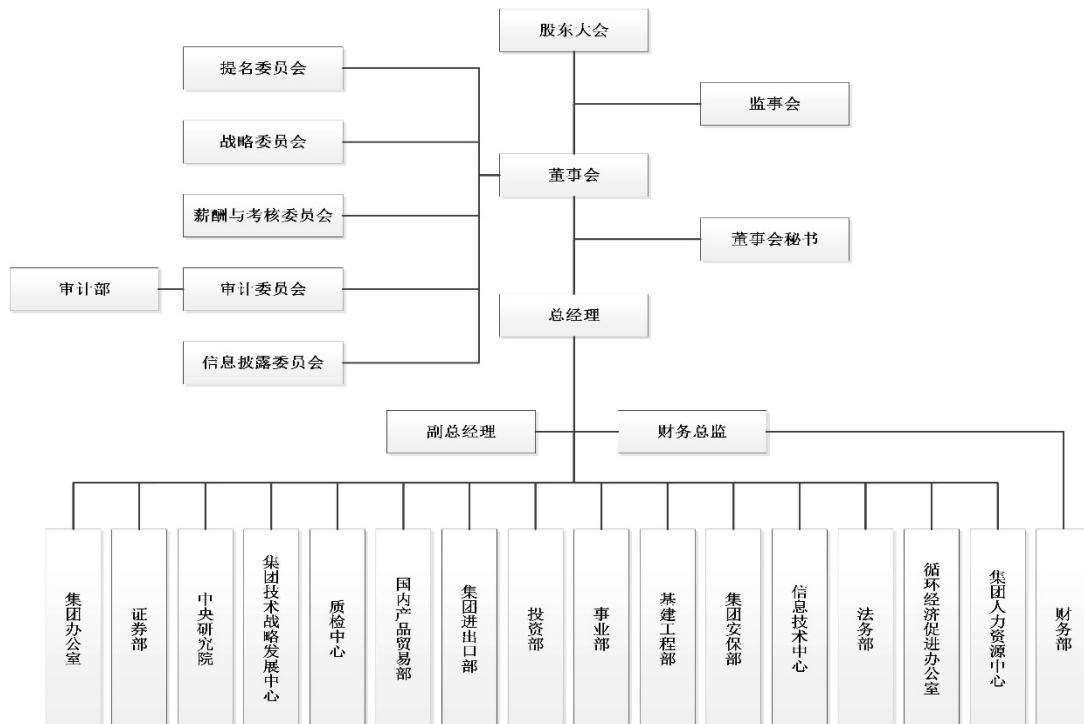 股东大会
提名委员会
监事会
战略委员会
董事会
薪酬与考核委员会
董事会秘书
审计部
审计委员会
总经理
信息披露委员会
副总经理
财务总监
集团办公室
证券部
中央研究院
集团技术战略发展中心
质检中心
国内产品贸易部
集团进出口部
投资部
事业部
基建工程部
集团安保部
信息技术中心
法务部
循环经济促进办公室
集团人力资源中心
财务部